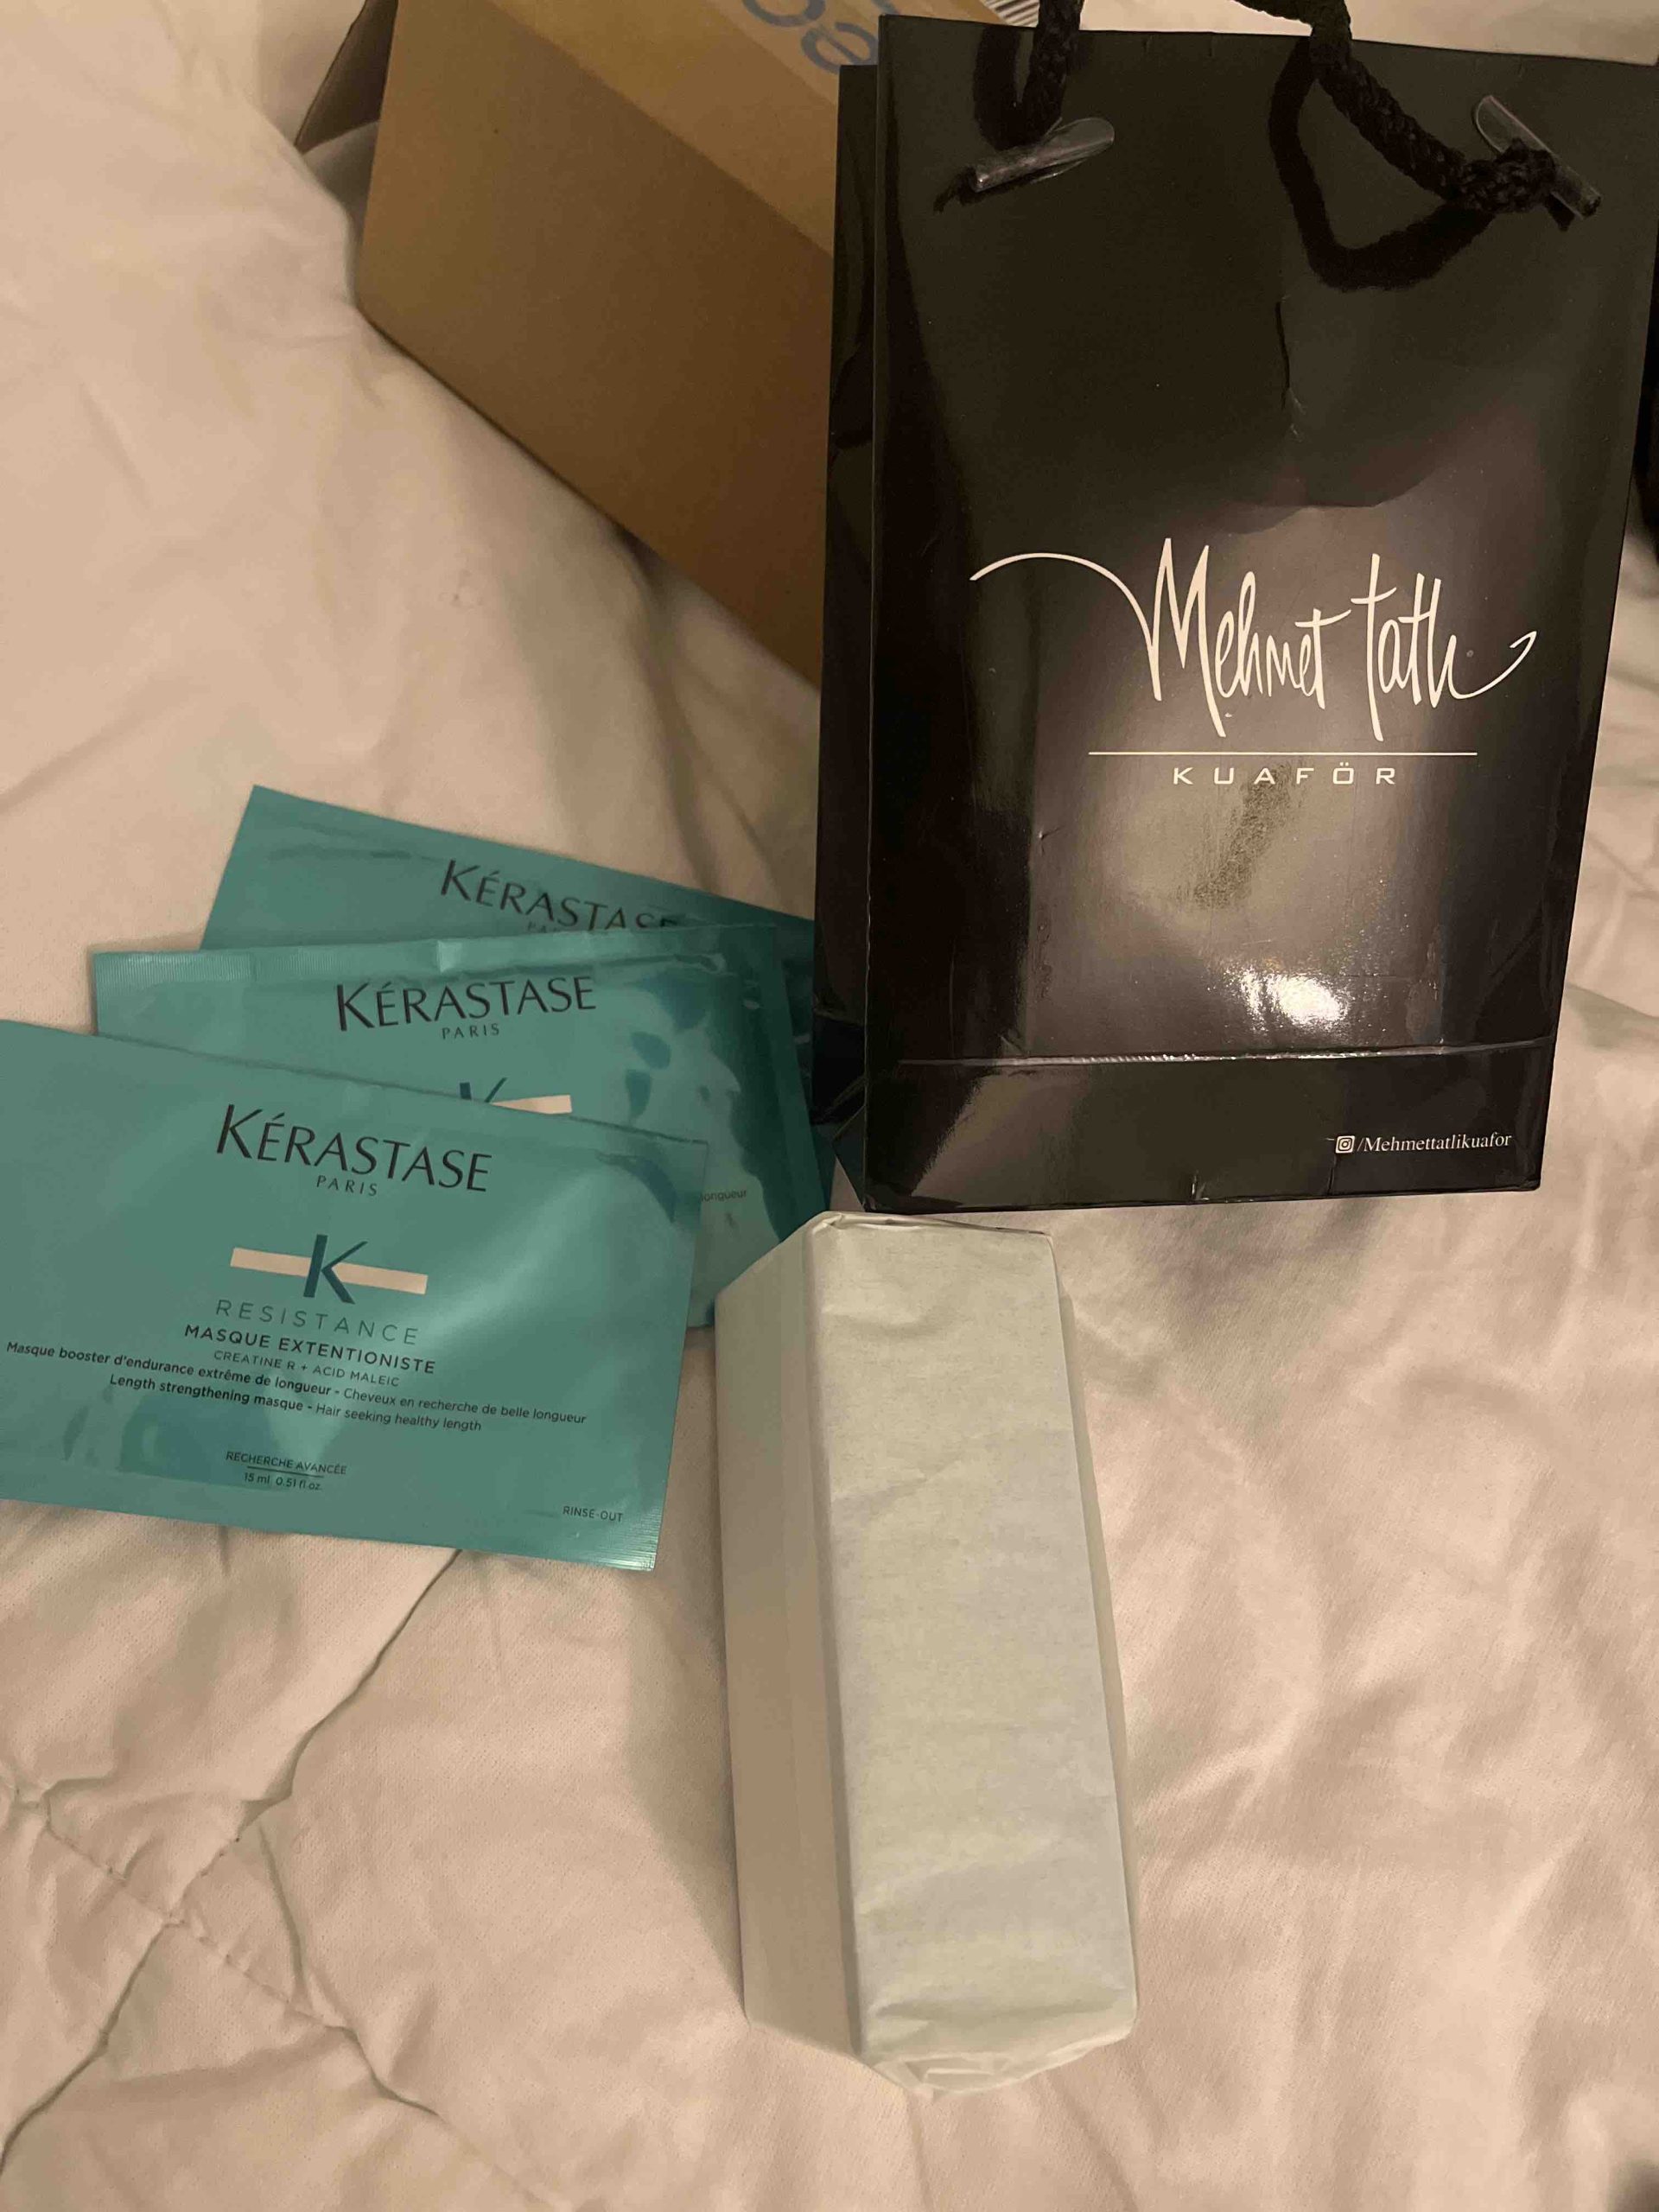 Mehmet Tatlı
KUAFÖR
/Mehmettatlikuafor
KÉRASTASE
KÉRASTASE
PARIS
K
longueur
KÉRASTASE
PARIS
K
RESISTANCE
MASQUE EXTENTIONISTE
CREATINE R + ACID MALEIC
Masque booster d'endurance extrême de longueur - Cheveux en recherche de belle longueur
Length strengthening masque - Hair seeking healthy length
RECHERCHE AVANCÉE
15 ml 0.51 fl.oz.
RINSE-OUT